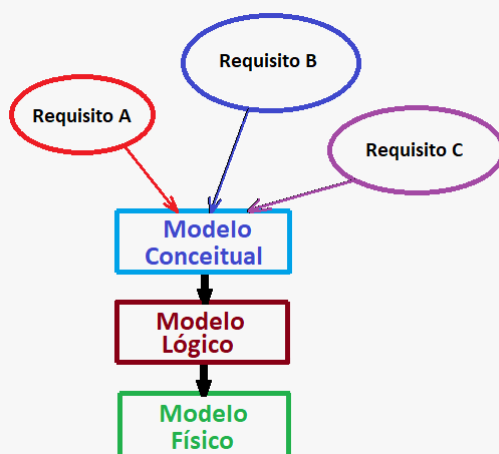 Requisito B
Requisito A
Requisito C
Modelo
Conceitual
Modelo
Lógico
Modelo
Físico